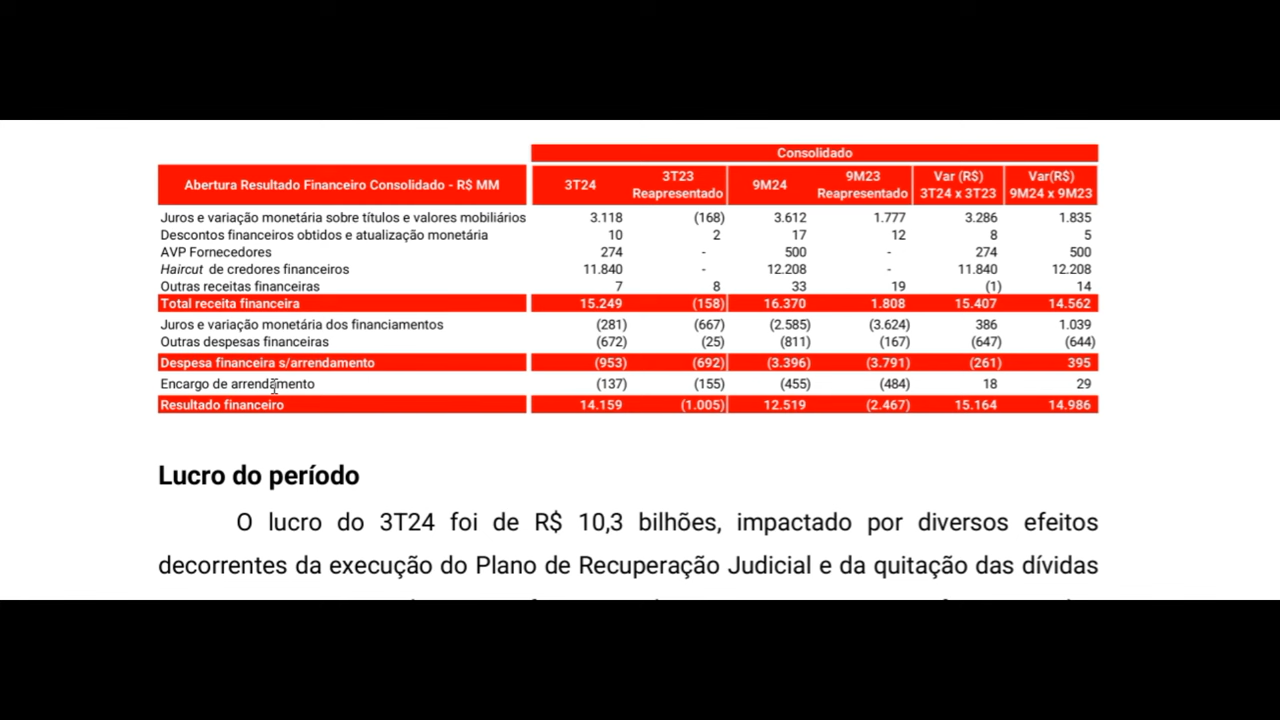 Consolidado
Abertura Resultado Financeiro Consolidado - R$ MM 3T24 3T23 Reapresentado 9M24 9M23 Reapresentado Var (R$) 3T24 x 3T23 Var(R$) 9M24 x 9M23
Juros e variação monetária sobre títulos e valores mobiliários 3.118 (168) 3.612 1.777 3.286 1.835
Descontos financeiros obtidos e atualização monetária 10 2 17 12 8 5
AVP Fornecedores 274 - 500 - 274 500
Haircut de credores financeiros 11.840 - 12.208 - 11.840 12.208
Outras receitas financeiras 7 8 33 19 (1) 14
Total receita financeira 15.249 (158) 16.370 1.808 15.407 14.562
Juros e variação monetária dos financiamentos (281) (667) (2.585) (3.624) 386 1.039
Outras despesas financeiras (672) (25) (811) (167) (647) (644)
Despesa financeira s/arrendamento (953) (692) (3.396) (3.791) (261) 395
Encargo de arrendamento (137) (155) (455) (484) 18 29
Resultado financeiro 14.159 (1.005) 12.519 (2.467) 15.164 14.986
Lucro do período
O lucro do 3T24 foi de R$ 10,3 bilhões, impactado por diversos efeitos
decorrentes da execução do Plano de Recuperação Judicial e da quitação das dívidas